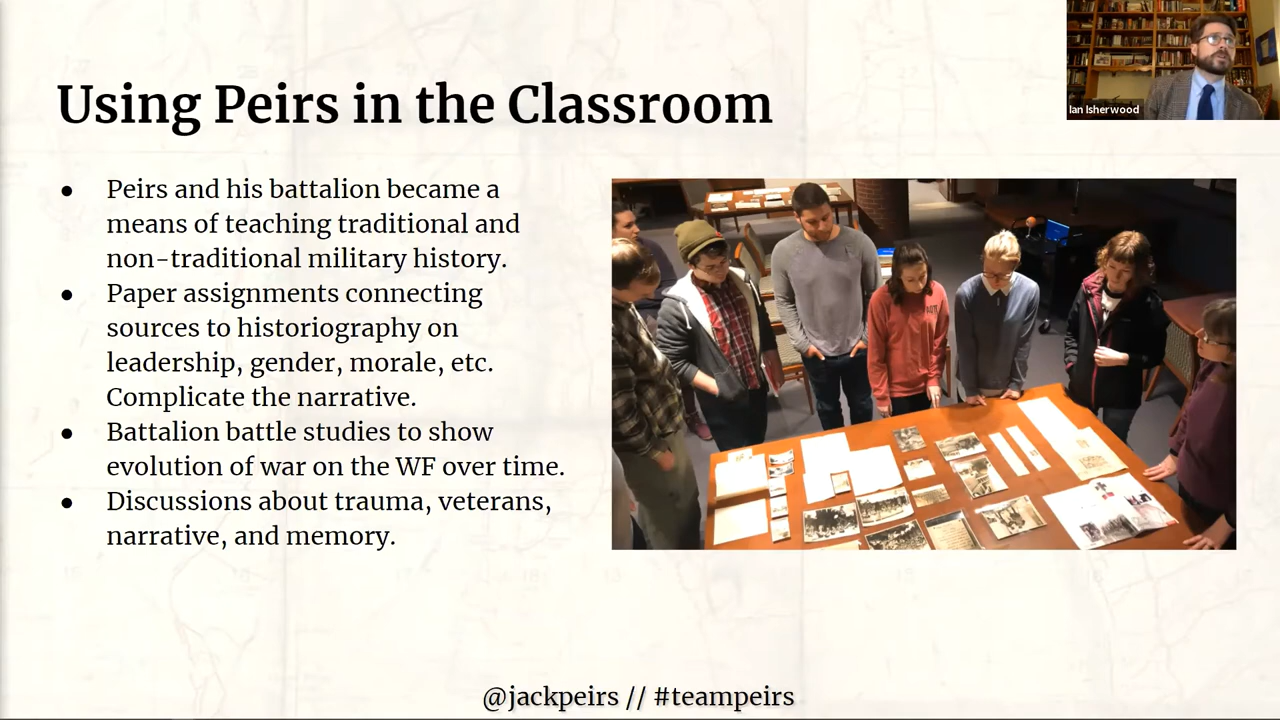 Using Peirs in the Classroom
Ian Isherwood
● Peirs and his battalion became a
means of teaching traditional and
non-traditional military history.
● Paper assignments connecting
sources to historiography on
leadership, gender, morale, etc.
Complicate the narrative.
● Battalion battle studies to show
evolution of war on the WF over time.
● Discussions about trauma, veterans,
narrative, and memory.
@jackpeirs // #teampeirs